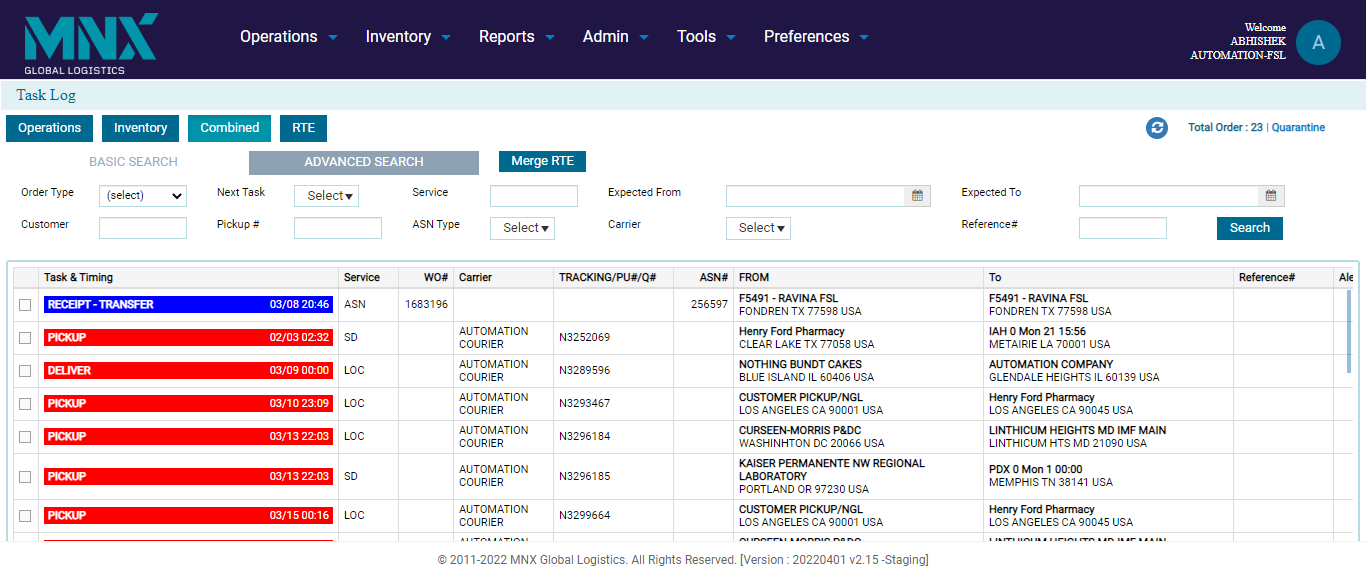 MNX
GLOBAL LOGISTICS
Operations Inventory Reports Admin Tools Preferences
Welcome
ABHISHEK
AUTOMATION-FSL
A
Task Log
Operations Inventory Combined RTE
Total Order : 23 | Quarantine
BASIC SEARCH ADVANCED SEARCH Merge RTE
Order Type (select) Next Task Select Service Expected From Expected To
Customer Pickup # ASN Type Select Carrier Select Reference# Search
Task & Timing Service WO# Carrier TRACKING/PU#/Q# ASN# FROM To Reference# Ale
RECEIPT - TRANSFER 03/08 20:46 ASN 1683196 256597 F5491 - RAVINA FSL F5491 - RAVINA FSL
FONDREN TX 77598 USA FONDREN TX 77598 USA
PICKUP 02/03 02:32 SD AUTOMATION COURIER N3252069 Henry Ford Pharmacy IAH 0 Mon 21 15:56
CLEAR LAKE TX 77058 USA METAIRIE LA 70001 USA
DELIVER 03/09 00:00 LOC AUTOMATION COURIER N3289596 NOTHING BUNDT CAKES AUTOMATION COMPANY
BLUE ISLAND IL 60406 USA GLENDALE HEIGHTS IL 60139 USA
PICKUP 03/10 23:09 LOC AUTOMATION COURIER N3293467 CUSTOMER PICKUP/NGL Henry Ford Pharmacy
LOS ANGELES CA 90001 USA LOS ANGELES CA 90045 USA
PICKUP 03/13 22:03 LOC AUTOMATION COURIER N3296184 CURSEEN-MORRIS P&DC LINTHICUM HEIGHTS MD IMF MAIN
WASHINHTON DC 20066 USA LINTHICUM HTS MD 21090 USA
PICKUP 03/13 22:03 SD AUTOMATION COURIER N3296185 KAISER PERMANENTE NW REGIONAL LABORATORY PDX 0 Mon 1 00:00
PORTLAND OR 97230 USA MEMPHIS TN 38141 USA
PICKUP 03/15 00:16 LOC AUTOMATION COURIER N3299664 CUSTOMER PICKUP/NGL Henry Ford Pharmacy
LOS ANGELES CA 90001 USA LOS ANGELES CA 90045 USA
AUTOMATION CURSEEN-MORRIS P&DC LINTHICUM HEIGHTS MD IMF MAIN
© 2011-2022 MNX Global Logistics. All Rights Reserved. [Version : 20220401 v2.15 -Staging]